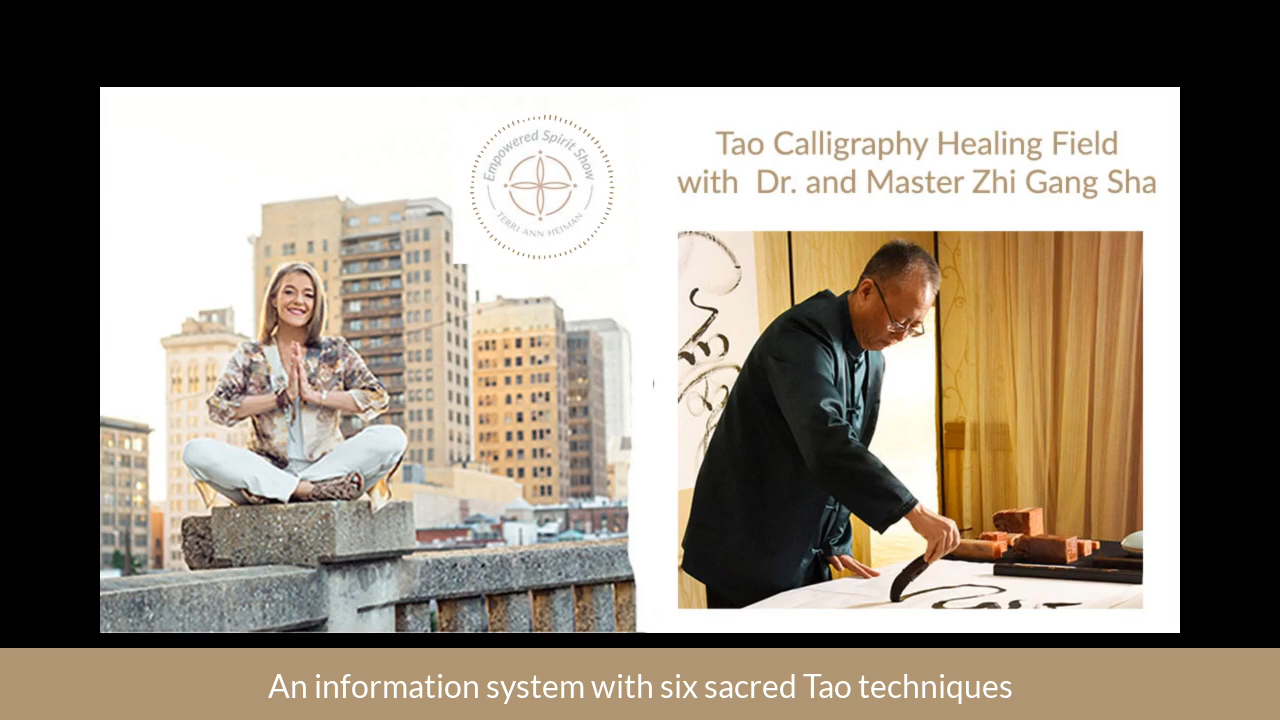 Empowered Spirit Show
TERRI ANN HEIMAN
Tao Calligraphy Healing Field
with Dr. and Master Zhi Gang Sha
An information system with six sacred Tao techniques